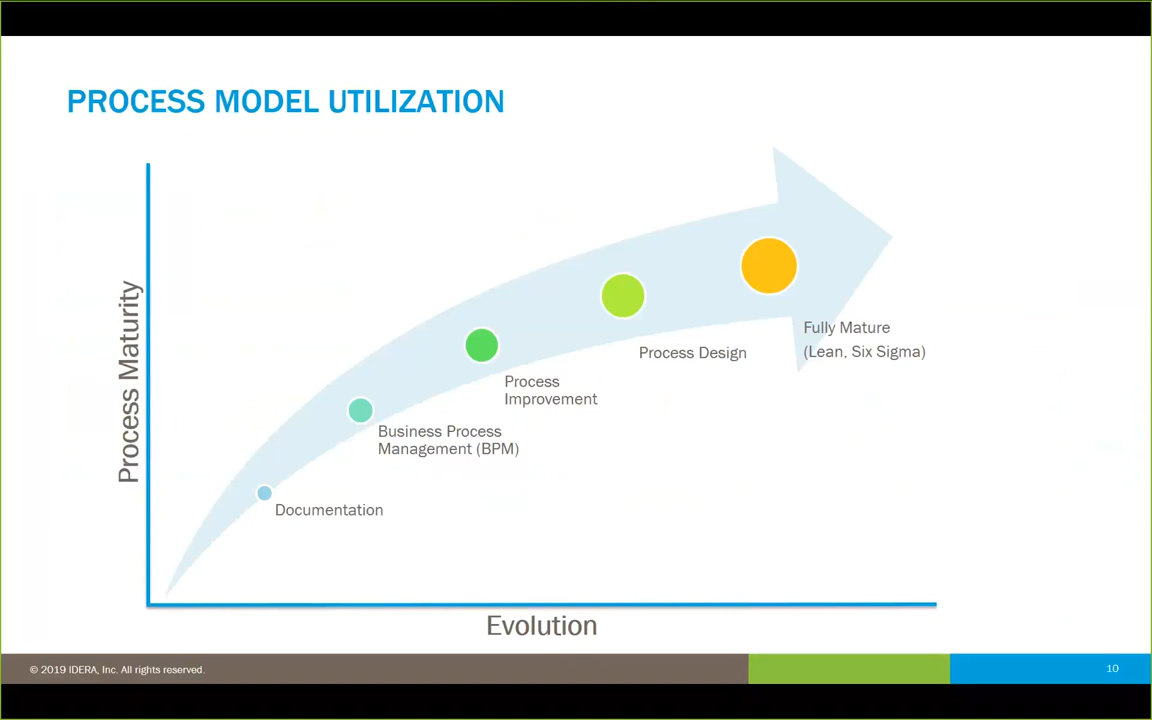 PROCESS MODEL UTILIZATION
Process Maturity
Fully Mature
(Lean, Six Sigma)
Process Design
Process
Improvement
Business Process
Management (BPM)
Documentation
Evolution
© 2019 IDERA, Inc. All rights reserved.
10